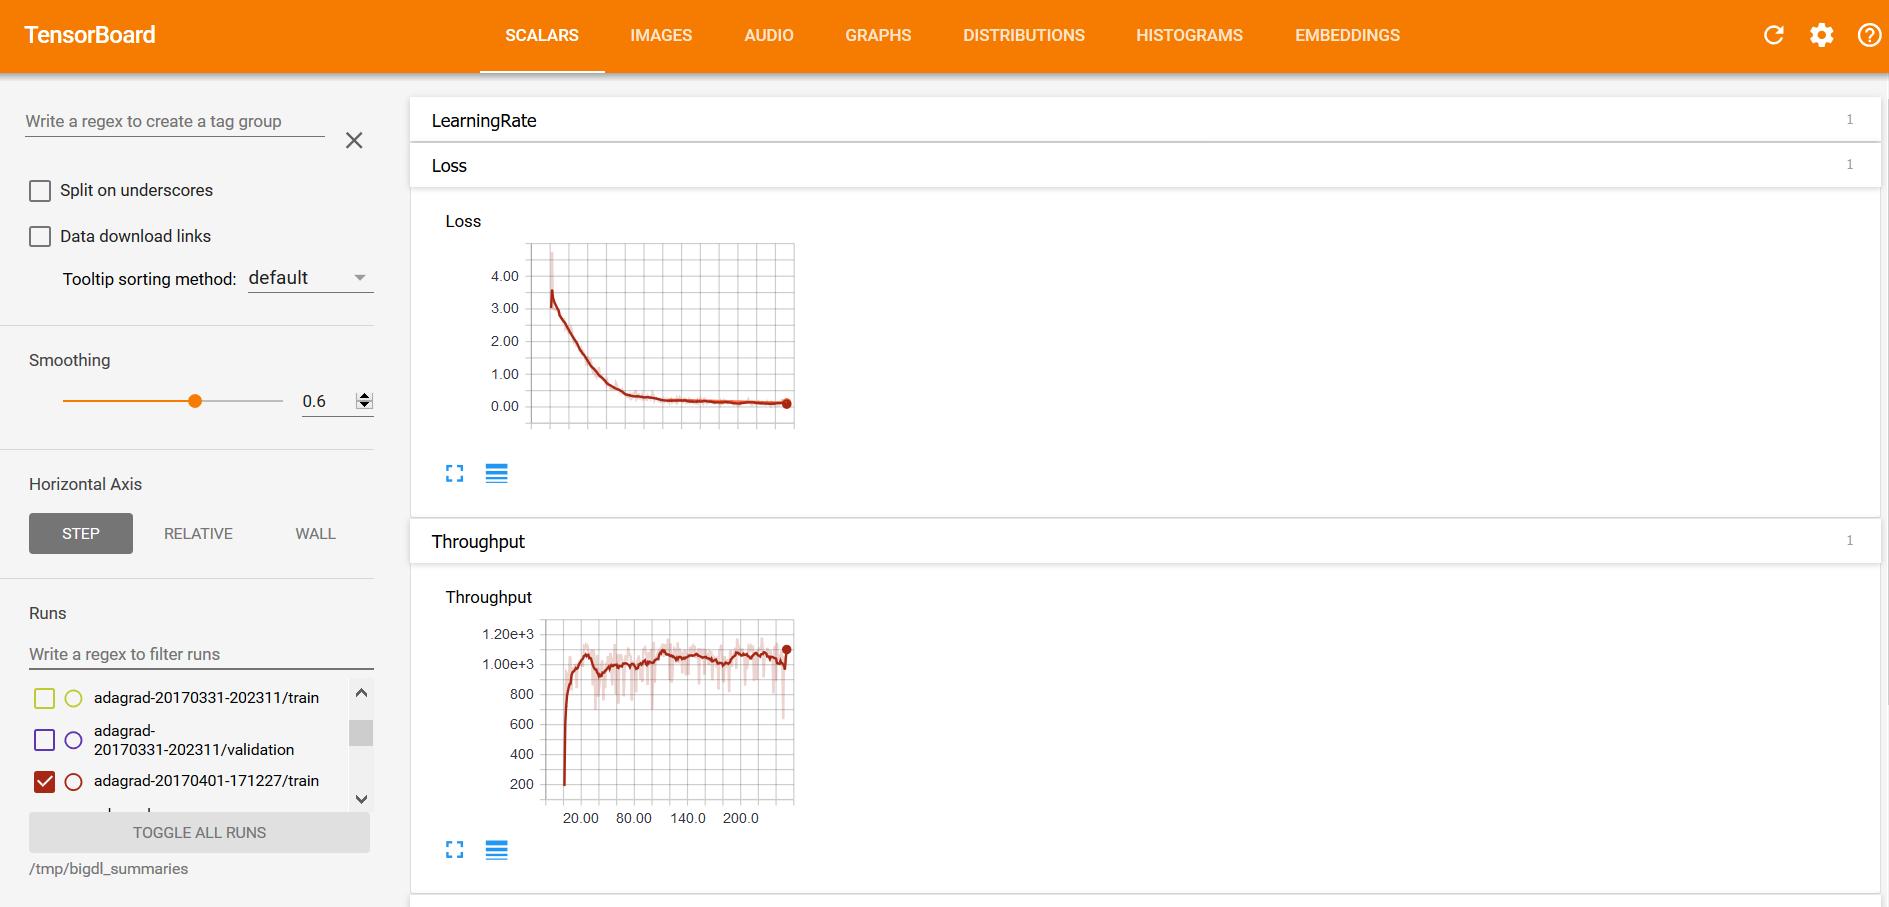 TensorBoard
SCALARS
IMAGES
AUDIO
GRAPHS
DISTRIBUTIONS
HISTOGRAMS
EMBEDDINGS
Write a regex to create a tag group
Split on underscores
Data download links
Tooltip sorting method: default
Smoothing
0.6
Horizontal Axis
STEP
RELATIVE
WALL
Runs
Write a regex to filter runs
adagrad-20170331-202311/train
adagrad-
20170331-202311/validation
adagrad-20170401-171227/train
TOGGLE ALL RUNS
/tmp/bigdl_summaries
LearningRate
1
Loss
1
Loss
4.00
3.00
2.00
1.00
0.00
Throughput
1
Throughput
1.20e+3
1.00e+3
800
600
400
200
20.00 80.00 140.0 200.0